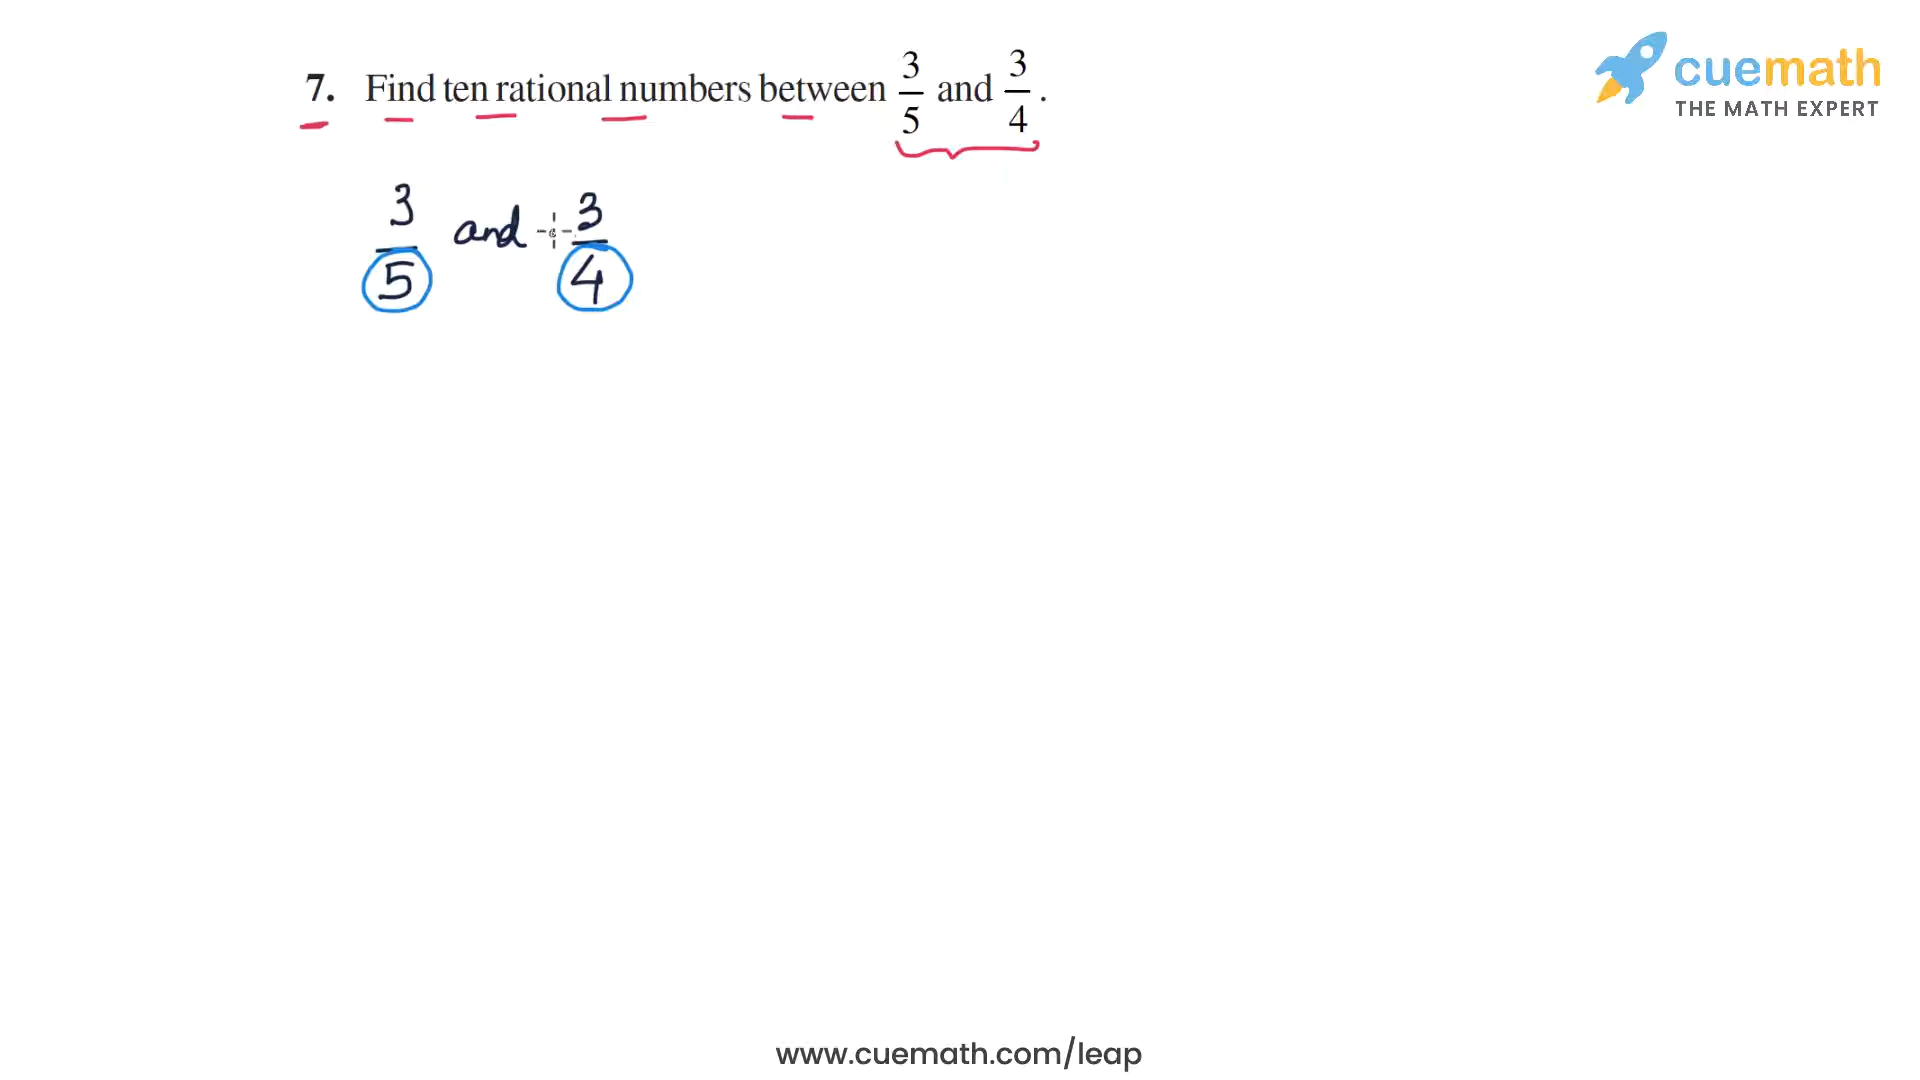 7. Find ten rational numbers between 3/5 and 3/4.
cuemath
THE MATH EXPERT
3/5 and 3/4
www.cuemath.com/leap